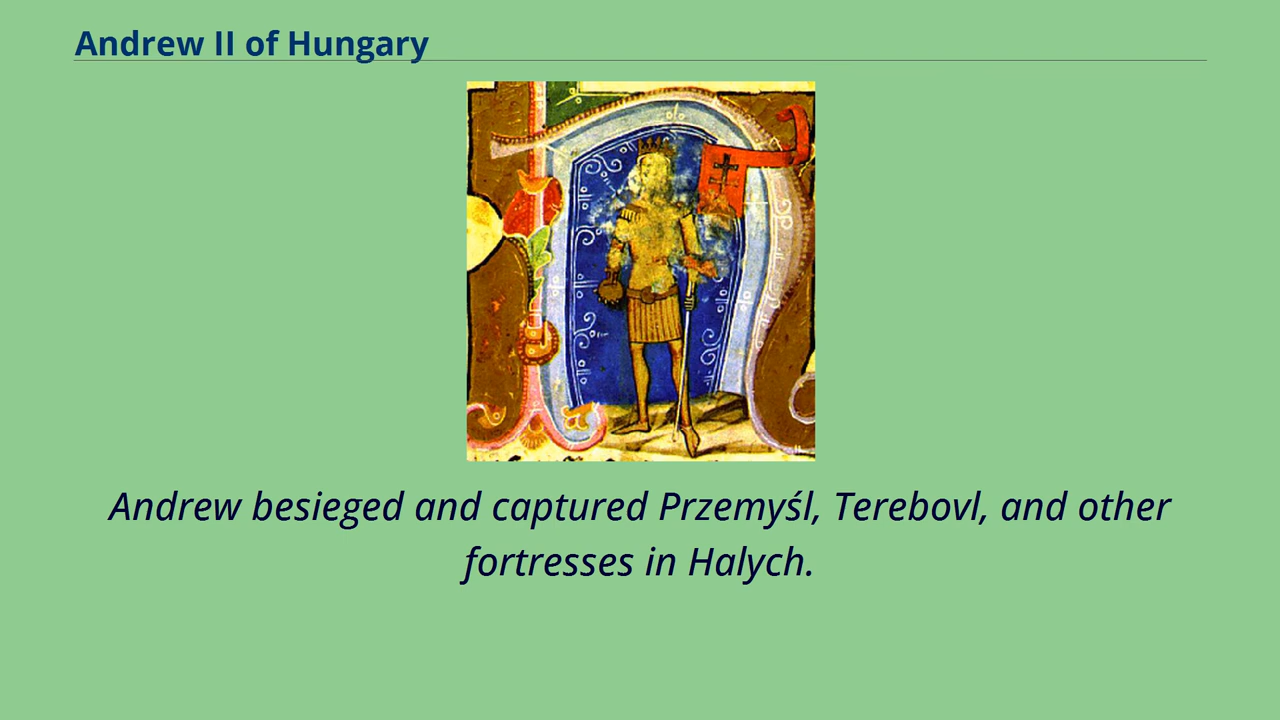 Andrew II of Hungary
Andrew besieged and captured Przemyśl, Terebovl, and other
fortresses in Halych.